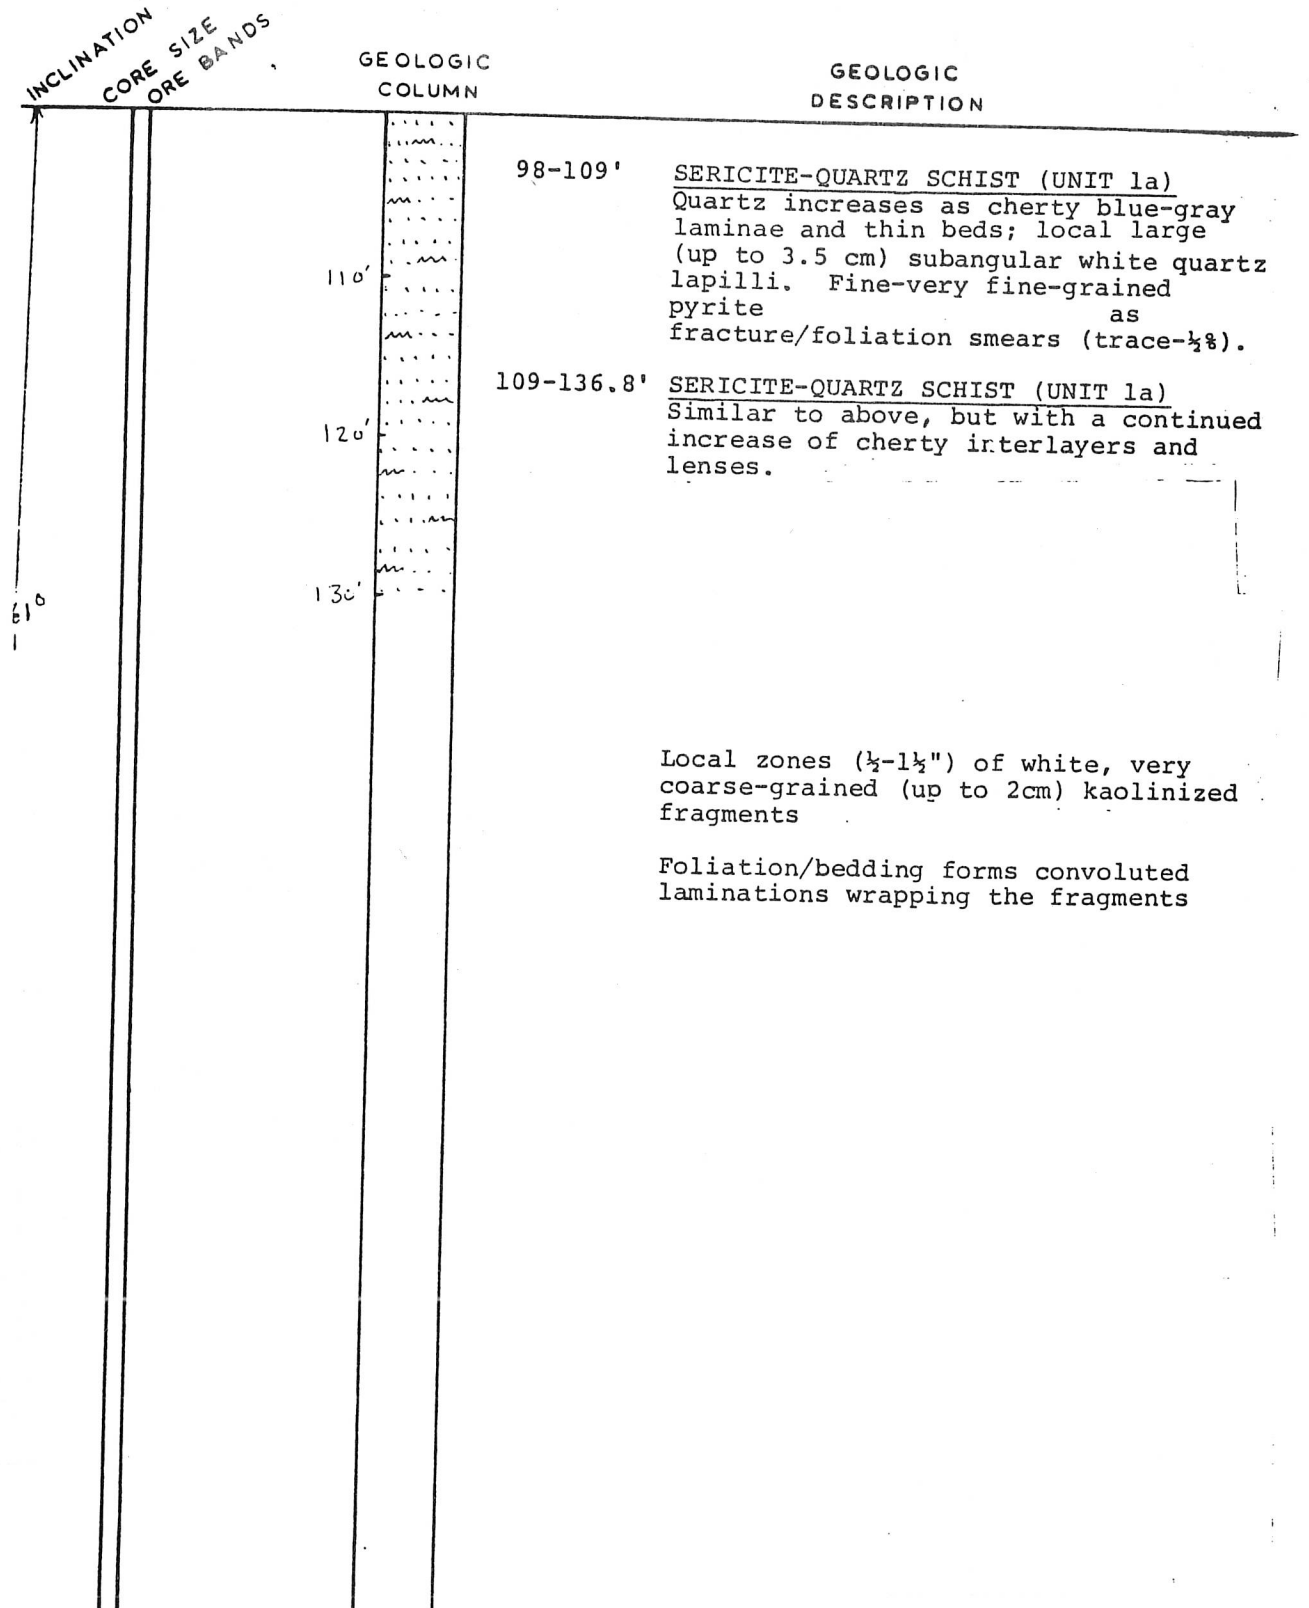 INCLINATION
CORE SIZE
ORE BANDS
GEOLOGIC
COLUMN
GEOLOGIC
DESCRIPTION
98-109' SERICITE-QUARTZ SCHIST (UNIT 1a)
Quartz increases as cherty blue-gray
laminae and thin beds; local large
(up to 3.5 cm) subangular white quartz
lapilli. Fine-very fine-grained
pyrite as
fracture/foliation smears (trace-½%).
110'
109-136.8' SERICITE-QUARTZ SCHIST (UNIT 1a)
Similar to above, but with a continued
increase of cherty interlayers and
lenses.
120'
130'
61°
Local zones (½-1½") of white, very
coarse-grained (up to 2cm) kaolinized
fragments
Foliation/bedding forms convoluted
laminations wrapping the fragments